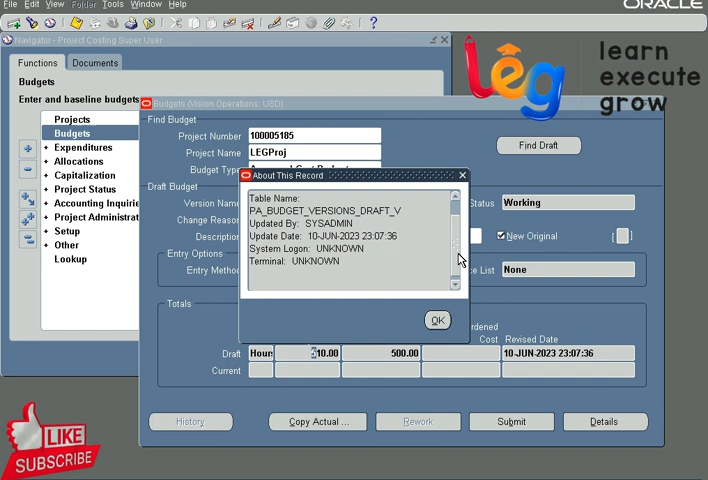 File Edit View Folder Tools Window Help
ORACLE
Navigator - Project Costing Super User
Functions
Documents
Budgets
Enter and baseline budgets
Projects
Budgets
Expenditures
Allocations
Capitalization
Project Status
Accounting Inquirie
Project Administrat
Setup
Other
Lookup
leg
learn
execute
grow
Budgets (Vision Operations: USD)
Find Budget
Project Number
100005185
Find Draft
Project Name
LEGProj
Budget Type
Draft Budget
Version Name
Status
Working
Change Reason
Description
New Original
[ ]
Entry Options
Entry Method
ce List
None
Totals
Cost
Revised Date
Draft
Hours
10.00
500.00
10-JUN-2023 23:07:36
Current
History
Copy Actual ...
Rework
Submit
Details
About This Record
Table Name:
PA_BUDGET_VERSIONS_DRAFT_V
Updated By: SYSADMIN
Update Date: 10-JUN-2023 23:07:36
System Logon: UNKNOWN
Terminal: UNKNOWN
OK
LIKE
SUBSCRIBE